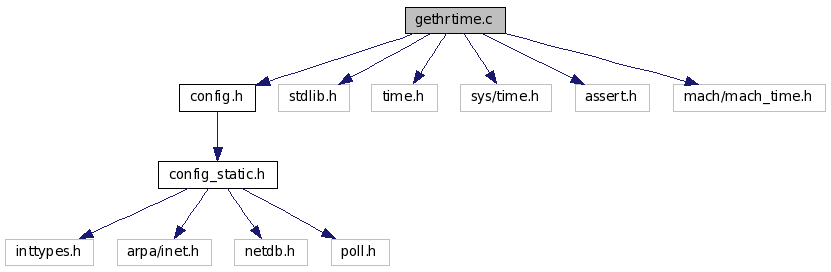 gethrtime.c
config.h
stdlib.h
time.h
sys/time.h
assert.h
mach/mach_time.h
config_static.h
inttypes.h
arpa/inet.h
netdb.h
poll.h